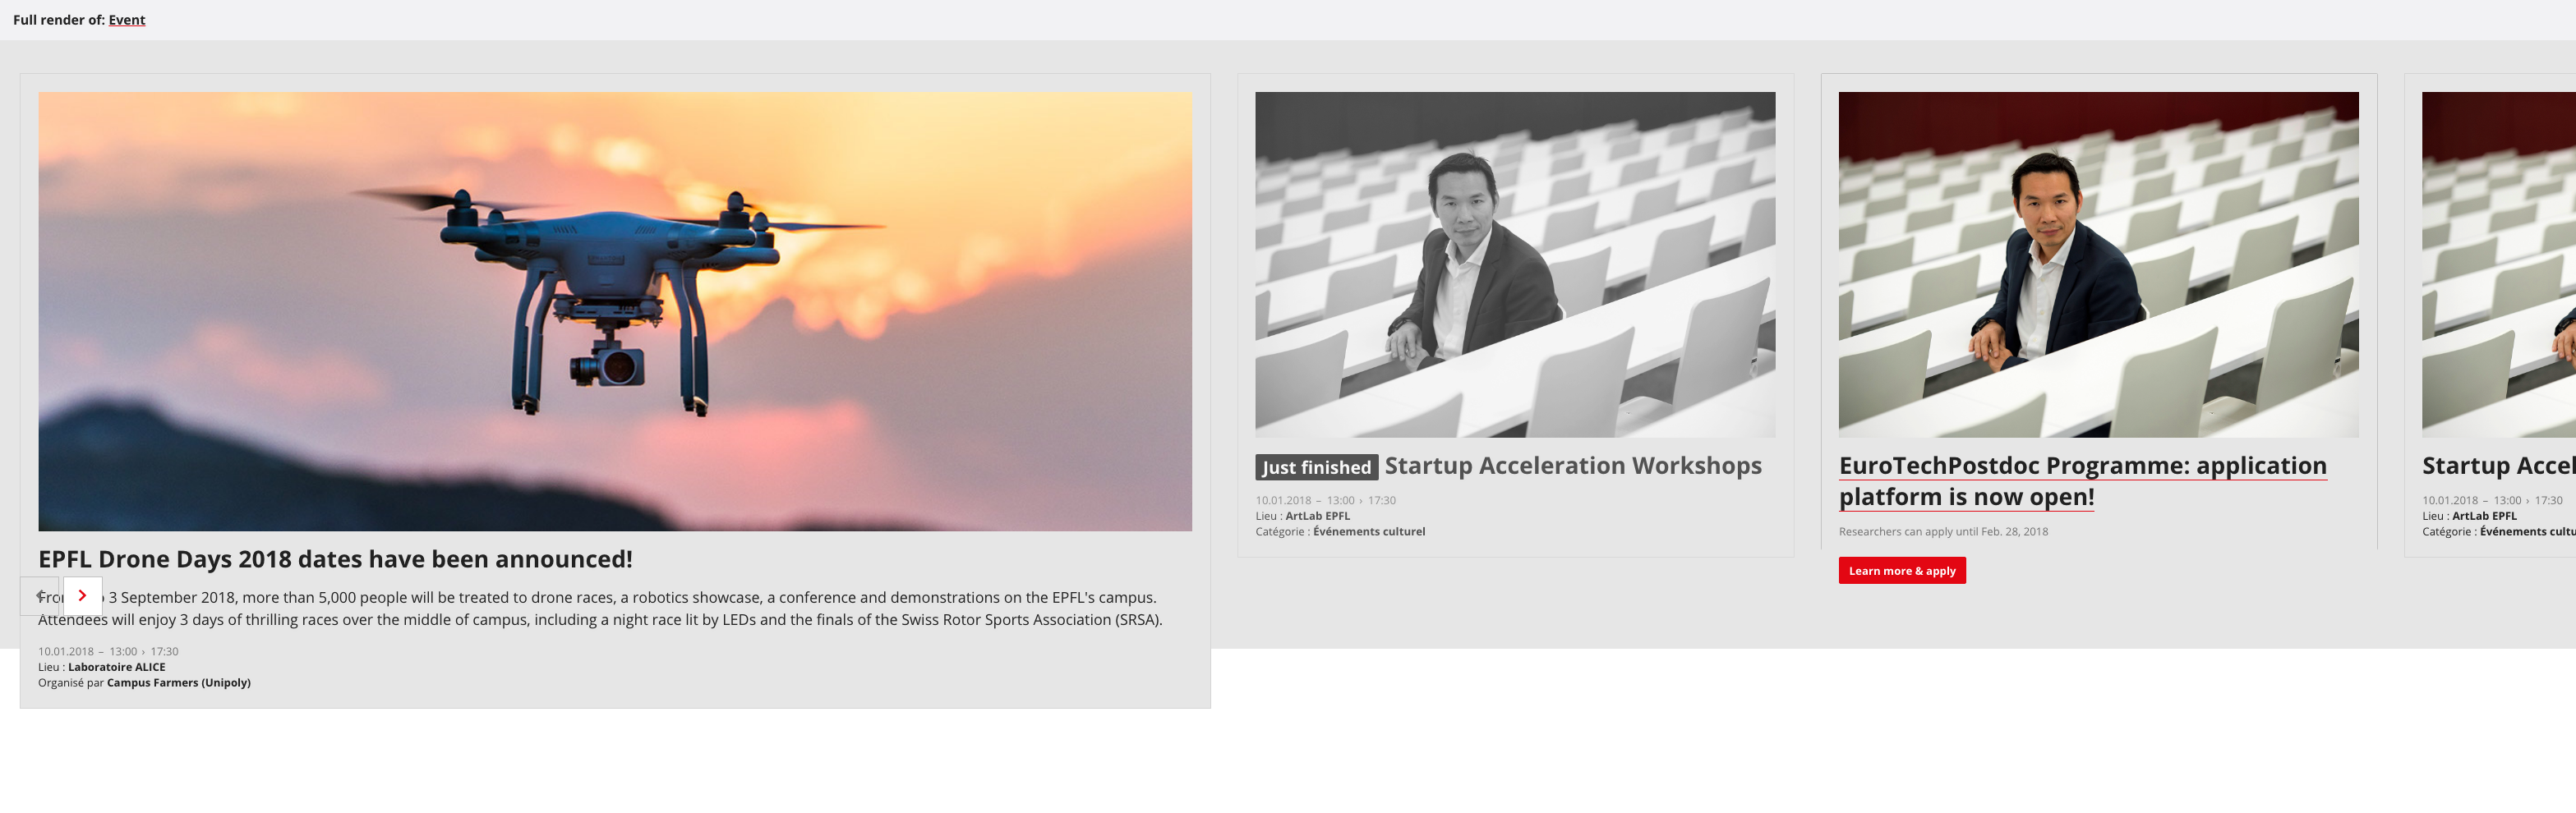 Full render of: Event
EPFL Drone Days 2018 dates have been announced!
3 September 2018, more than 5,000 people will be treated to drone races, a robotics showcase, a conference and demonstrations on the EPFL's campus.
Attendees will enjoy 3 days of thrilling races over the middle of campus, including a night race lit by LEDs and the finals of the Swiss Rotor Sports Association (SRSA).
10.01.2018 – 13:00 › 17:30
Lieu : Laboratoire ALICE
Organisé par Campus Farmers (Unipoly)
Just finished Startup Acceleration Workshops
10.01.2018 – 13:00 › 17:30
Lieu : ArtLab EPFL
Catégorie : Événements culturel
EuroTechPostdoc Programme: application
platform is now open!
Researchers can apply until Feb. 28, 2018
Learn more & apply
Startup Accel
10.01.2018 – 13:00 › 17:30
Lieu : ArtLab EPFL
Catégorie : Événements cultu